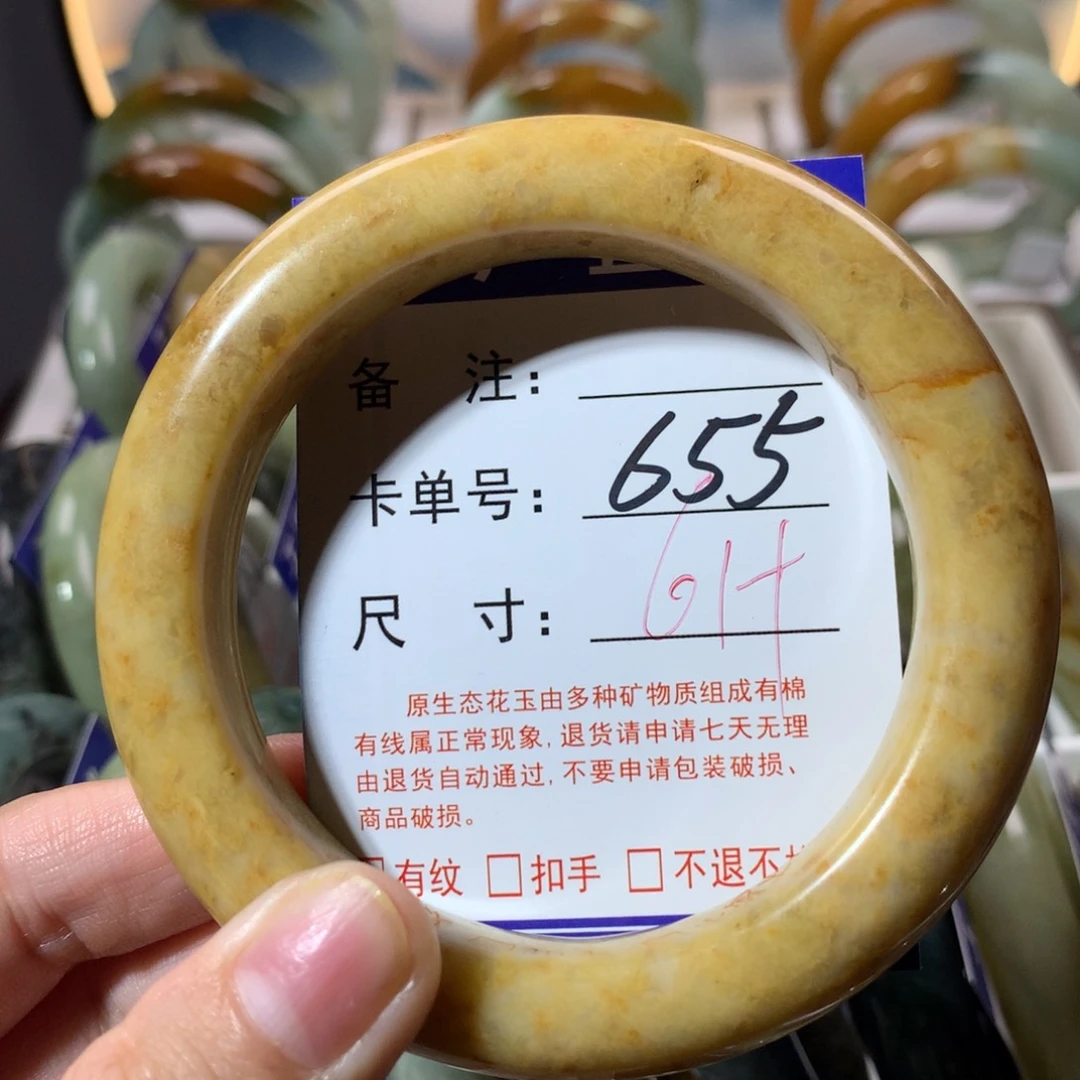 备 注：
卡单号： 655
尺 寸： 61+
原生态花玉由多种矿物质组成有棉
有线属正常现象，退货请申请七天无理
由退货自动通过，不要申请包装破损、
商品破损。
有纹 □扣手 □不退不